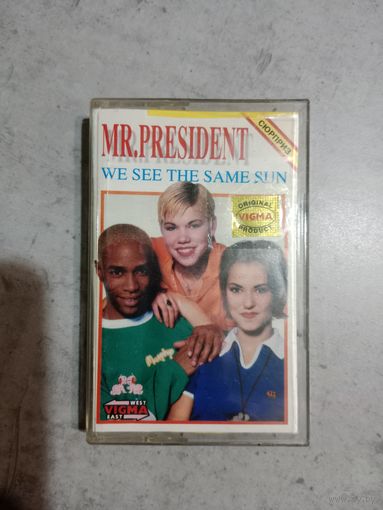 MR.PRESIDENT
СЮРПРИЗ
WE SEE THE SAME SUN
ORIGINAL
VIGMA
PRODUCT
WEST
VIGMA
EAST